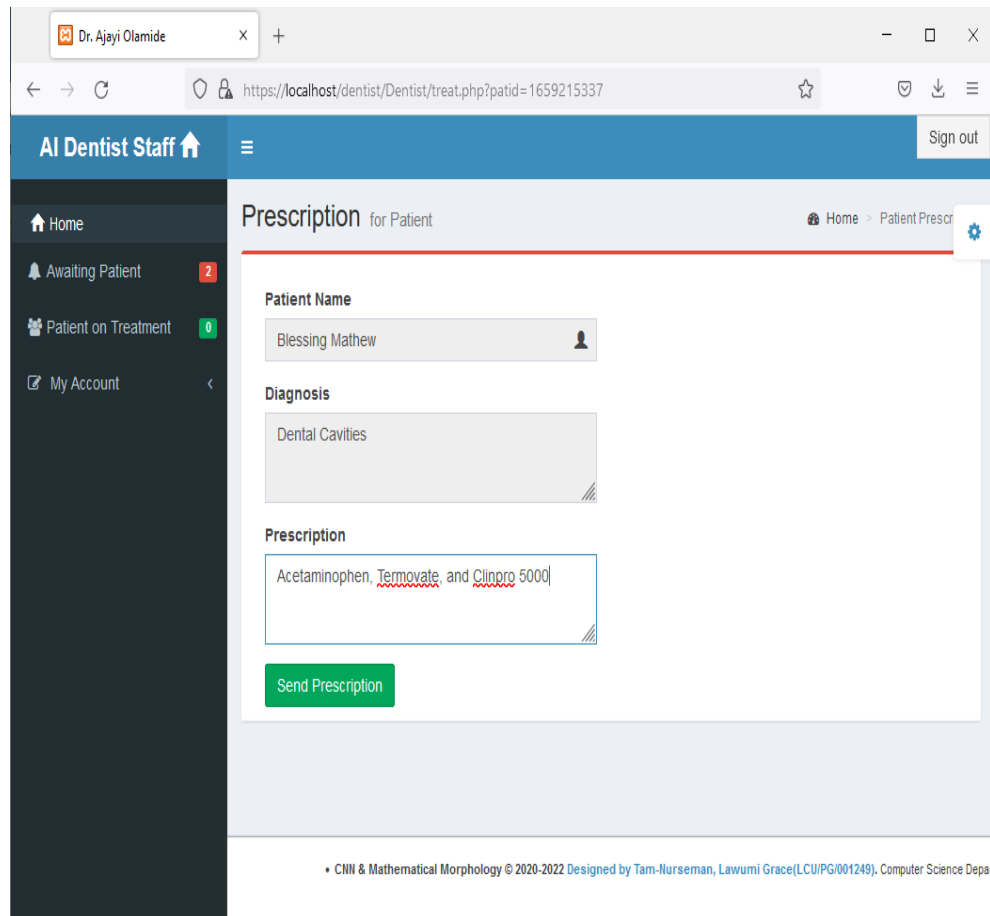 Dr. Ajayi Olamide
https://localhost/dentist/Dentist/treat.php?patid=1659215337
AI Dentist Staff
Sign out
Home
Prescription for Patient
Home > Patient Prescr
Awaiting Patient 2
Patient on Treatment 0
My Account
Patient Name
Blessing Mathew
Diagnosis
Dental Cavities
Prescription
Acetaminophen, Termovate, and Clinpro 5000
Send Prescription
• CNN & Mathematical Morphology © 2020-2022 Designed by Tam-Nurseman, Lawumi Grace(LCU/PG/001249). Computer Science Depa